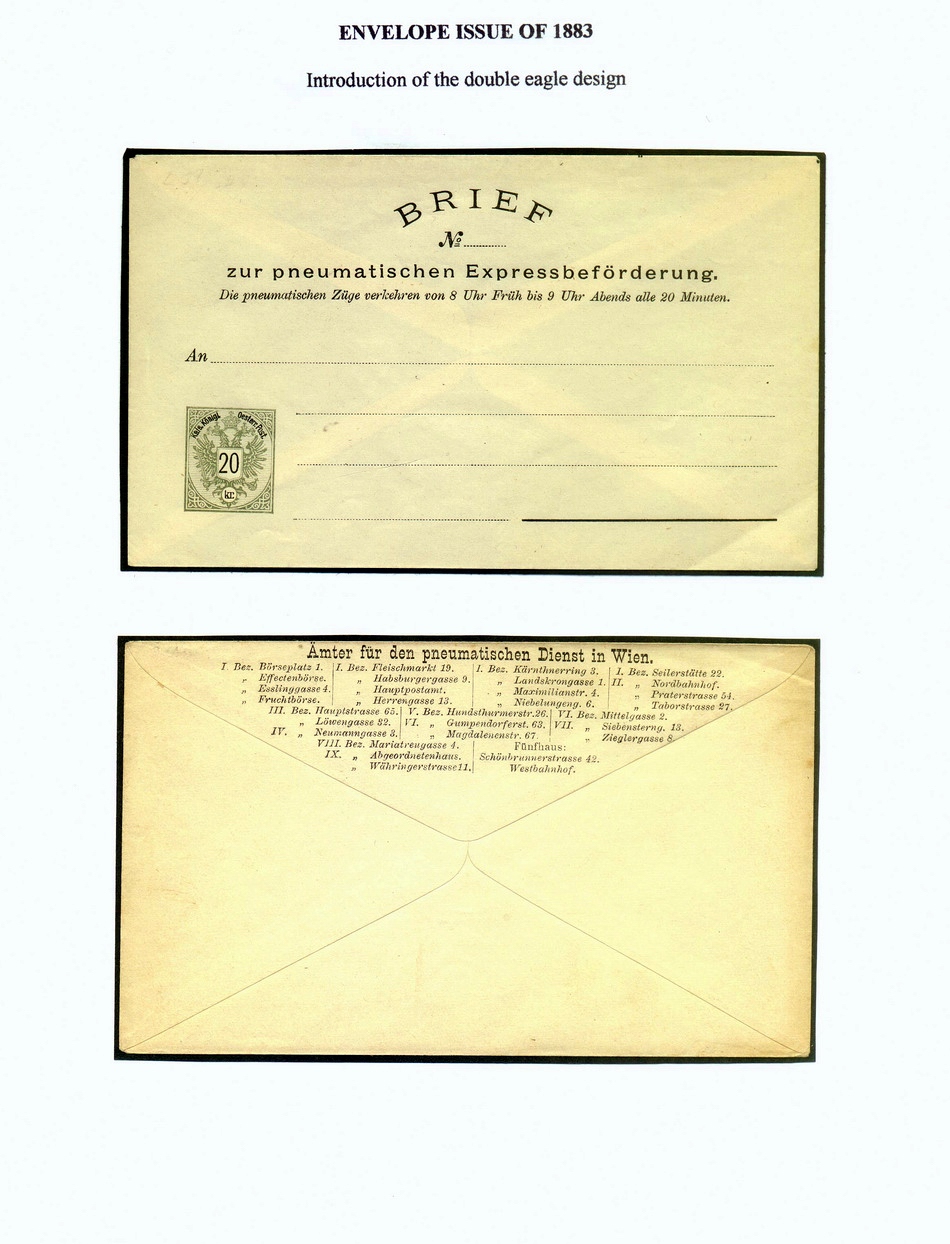 ENVELOPE ISSUE OF 1883
Introduction of the double eagle design
BRIEF
No
zur pneumatischen Expressbeförderung.
Die pneumatischen Züge verkehren von 8 Uhr Früh bis 9 Uhr Abends alle 20 Minuten.
An
Kais. Königl. Oesterr. Post.
20
kr.
Ämter für den pneumatischen Dienst in Wien.
I. Bez. Börseplatz 1. I. Bez. Fleischmarkt 19. I. Bez. Kärnthnerring 3. I. Bez. Seilerstätte 22.
„ Effectenbörse. „ Habsburgergasse 9. „ Landskrongasse 1. II. „ Nordbahnhof.
„ Esslinggasse 4. „ Hauptpostamt. „ Maximilianstr. 4. „ Praterstrasse 54.
„ Fruchtbörse. „ Herrengasse 13. „ Niebelungeng. 6. „ Taborstrasse 27.
III. Bez. Hauptstrasse 65. V. Bez. Hundsthurmerstr. 26. VI. Bez. Mittelgasse 2.
„ Löwengasse 32. VI. „ Gumpendorferst. 63. VII. „ Siebensterng. 13.
IV. „ Neumanngasse 3. „ Magdalenenstr. 67. „ Zieglergasse 8.
VIII. Bez. Mariatreugasse 4. Fünfhaus:
IX. „ Abgeordnetenhaus. Schönbrunnerstrasse 42.
„ Währingerstrasse 11. Westbahnhof.